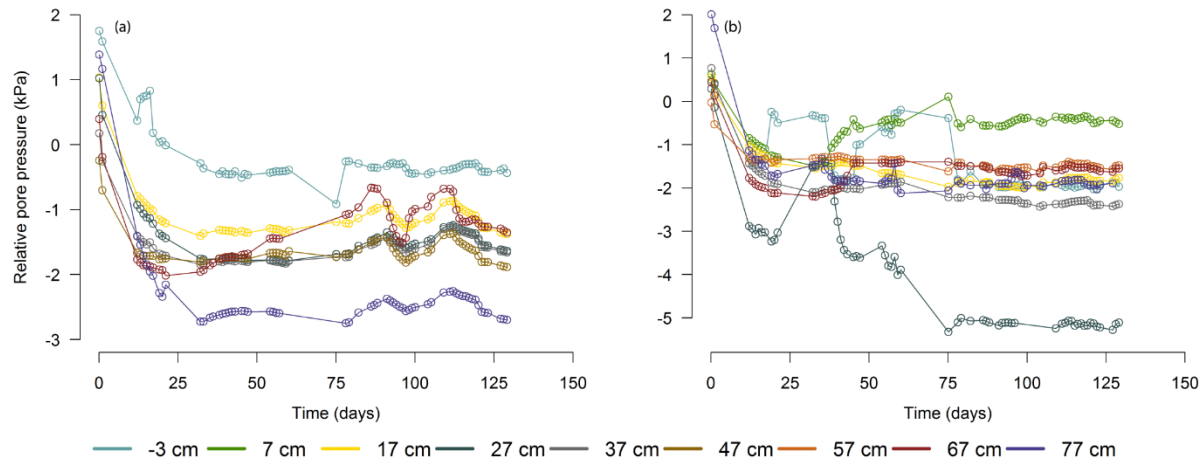 (a)
(b)
Relative pore pressure (kPa)
2
1
0
-1
-2
-3
2
1
0
-1
-2
-3
-4
-5
0 25 50 75 100 125 150
0 25 50 75 100 125 150
Time (days)
Time (days)
-3 cm 7 cm 17 cm 27 cm 37 cm 47 cm 57 cm 67 cm 77 cm